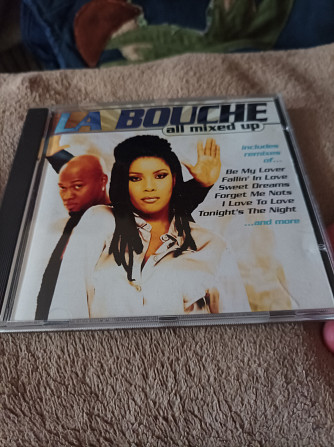 LA BOUCHE
all mixed up
includes
remixes
of...
Be My Lover
Fallin' In Love
Sweet Dreams
Forget Me Nots
I Love To Love
Tonight's The Night
...and more